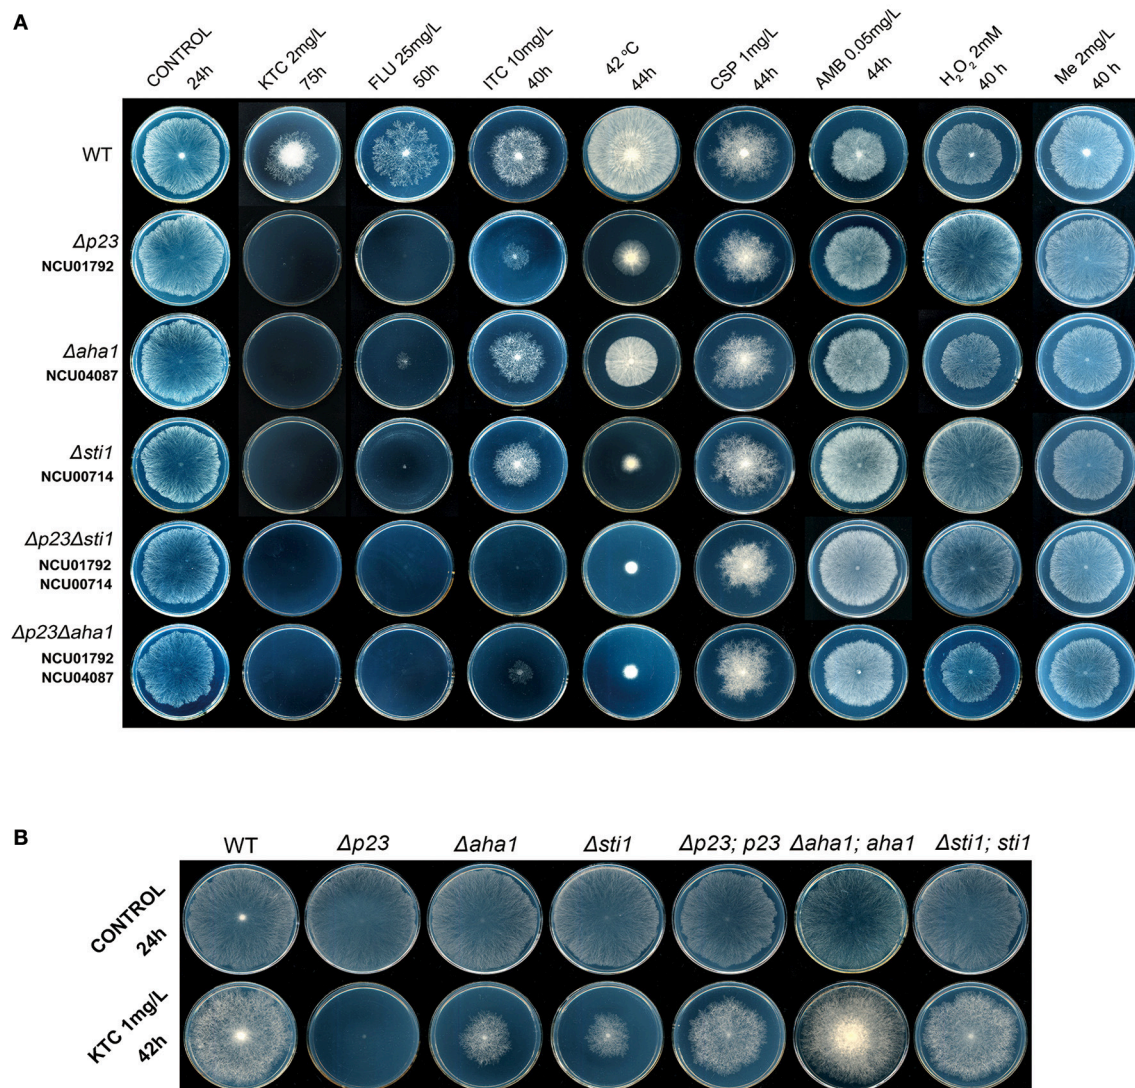 A
CONTROL
24h
KTC 2mg/L
75h
FLU 25mg/L
50h
ITC 10mg/L
40h
42 °C
44h
CSP 1mg/L
44h
AMB 0.05mg/L
44h
H₂O₂ 2mM
40 h
Me 2mg/L
40 h
WT
Δp23
NCU01792
Δaha1
NCU04087
Δsti1
NCU00714
Δp23Δsti1
NCU01792
NCU00714
Δp23Δaha1
NCU01792
NCU04087
B
WT Δp23 Δaha1 Δsti1 Δp23; p23 Δaha1; aha1 Δsti1; sti1
CONTROL
24h
KTC 1mg/L
42h